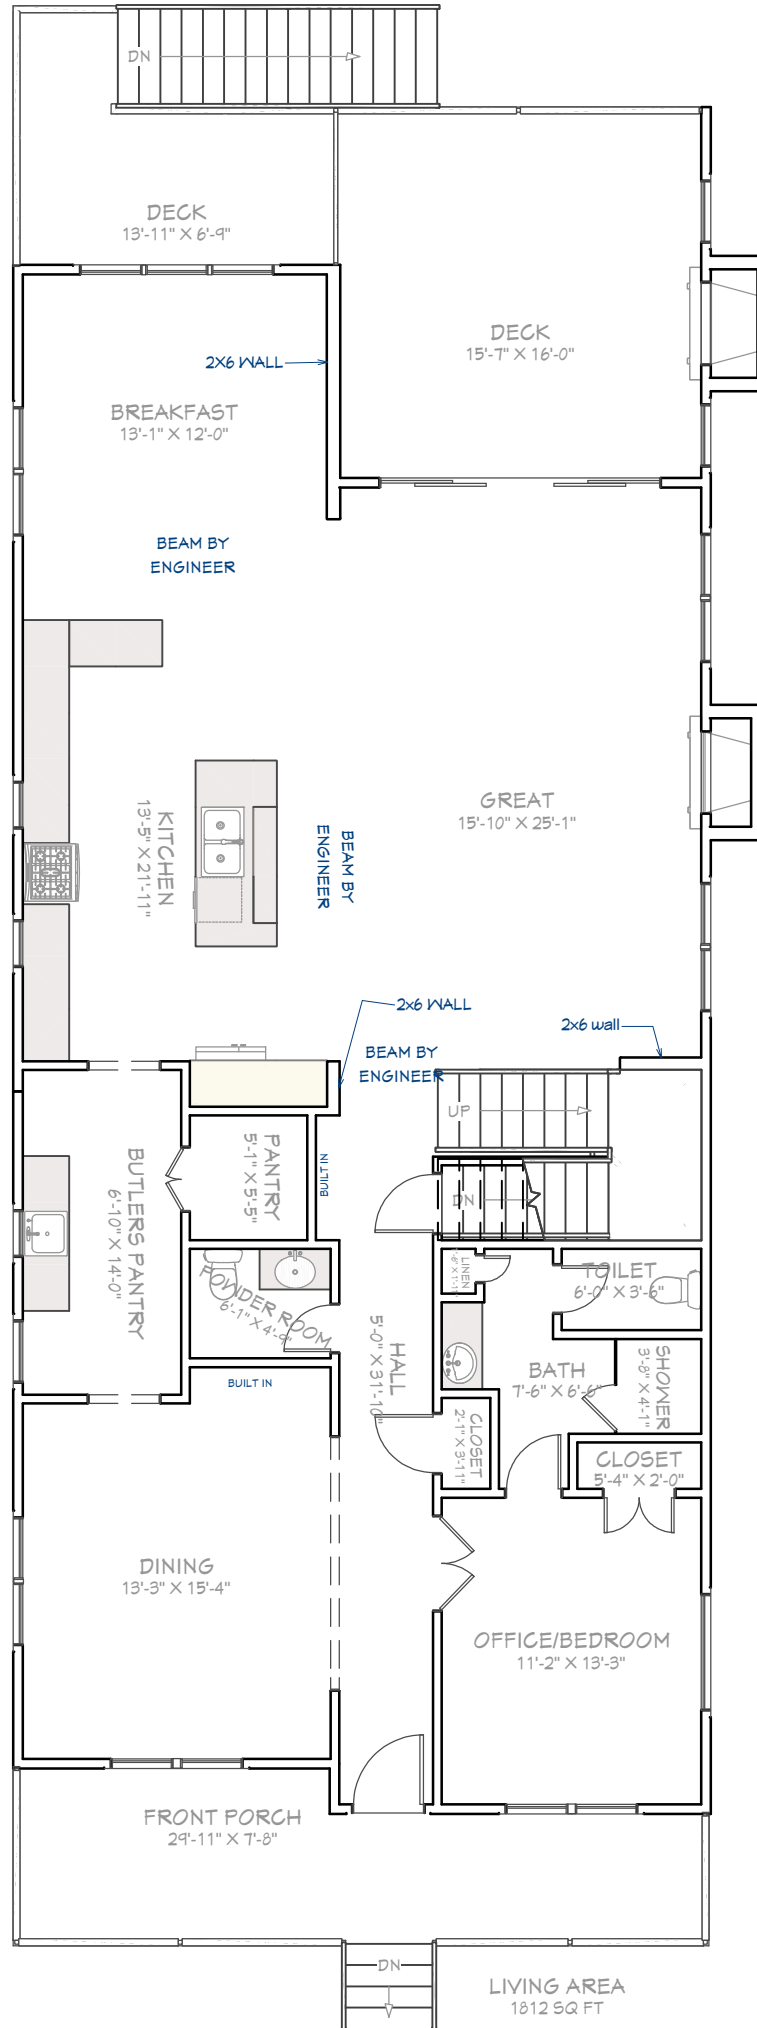 DN
DECK
13'-11" X 6'-9"
DECK
15'-7" X 16'-0"
2X6 WALL
BREAKFAST
13'-1" X 12'-0"
BEAM BY
ENGINEER
KITCHEN
13'-5" X 21'-11"
BEAM BY
ENGINEER
GREAT
15'-10" X 25'-1"
2x6 WALL
2x6 wall
BEAM BY
ENGINEER
UP
BUTLERS PANTRY
6'-10" X 14'-0"
PANTRY
5'-1" X 5'-5"
BUILT IN
DN
POWDER ROOM
6'-1" X 4'-9"
LINEN
TOILET
6'-0" X 3'-6"
HALL
5'-0" X 31'-10"
BATH
7'-6" X 6'-6"
SHOWER
3'-8" X 4'-1"
BUILT IN
CLOSET
2'-1" X 3'-11"
CLOSET
5'-4" X 2'-0"
DINING
13'-3" X 15'-4"
OFFICE/BEDROOM
11'-2" X 13'-3"
FRONT PORCH
29'-11" X 7'-8"
DN
LIVING AREA
1812 SQ FT